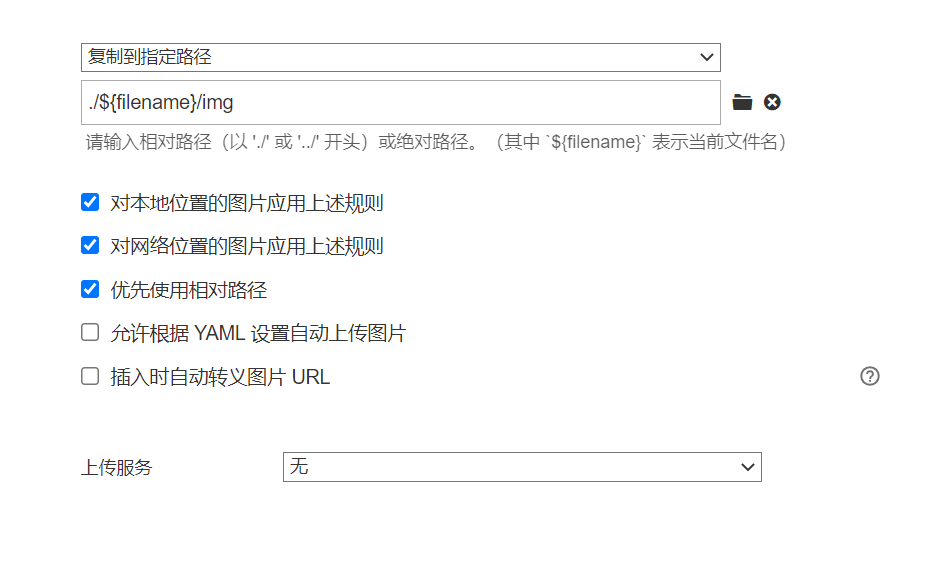 复制到指定路径
./${filename}/img
请输入相对路径（以 './' 或 '../' 开头）或绝对路径。（其中 `${filename}` 表示当前文件名）
对本地位置的图片应用上述规则
对网络位置的图片应用上述规则
优先使用相对路径
允许根据 YAML 设置自动上传图片
插入时自动转义图片 URL
上传服务 无